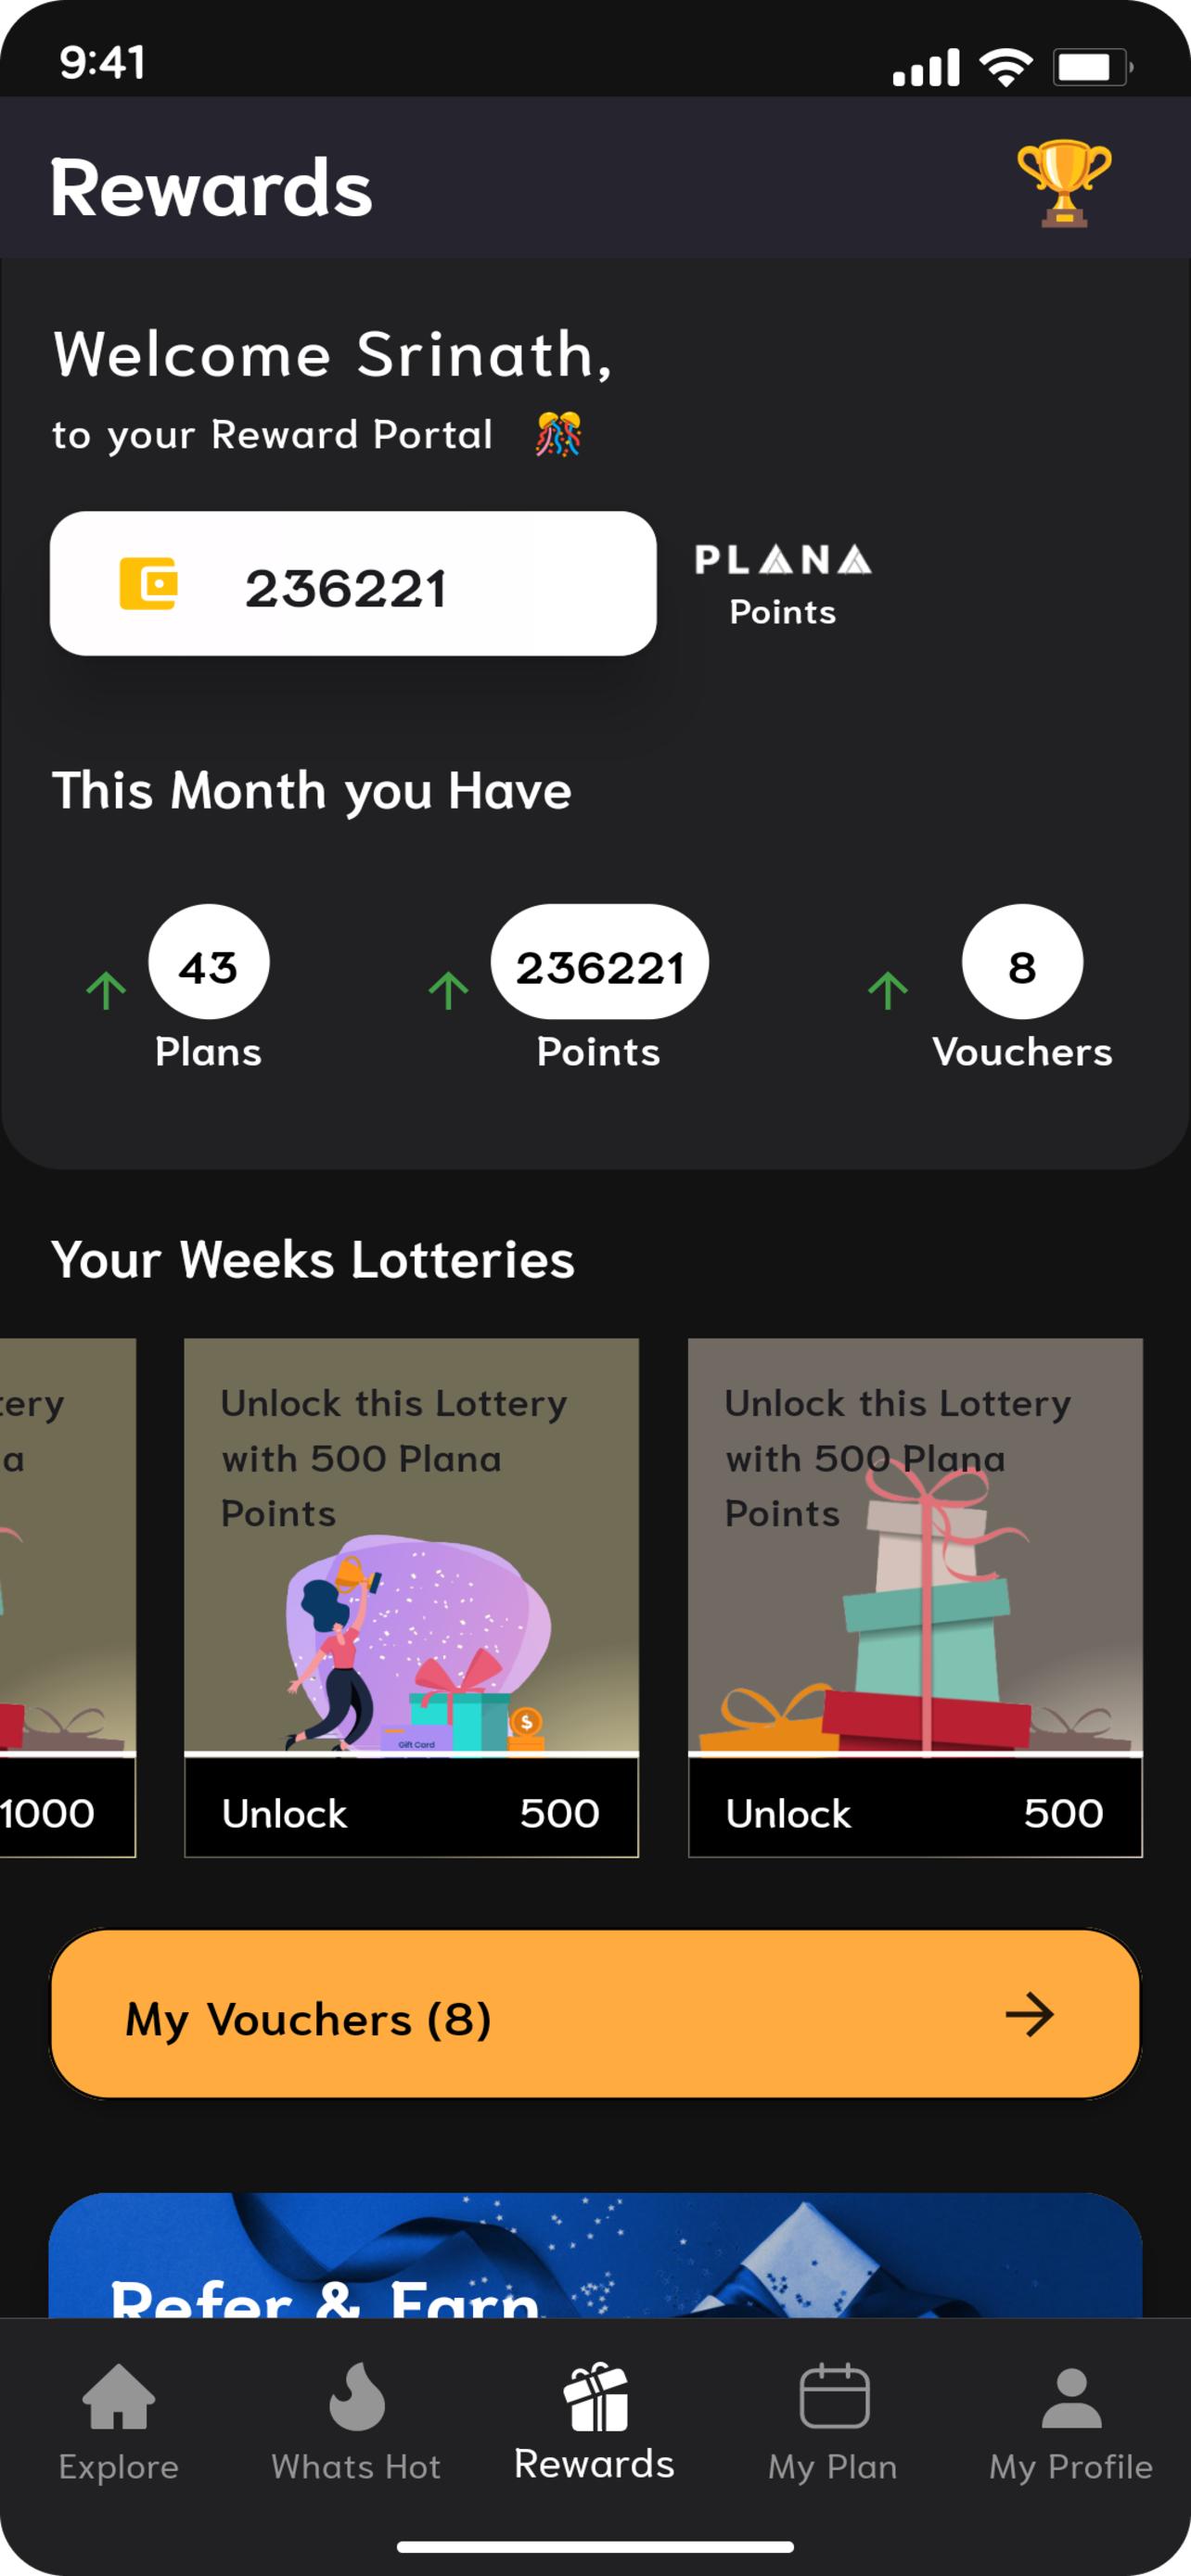 9:41
Rewards
Welcome Srinath,
to your Reward Portal
236221
PLANA
Points
This Month you Have
43
Plans
236221
Points
8
Vouchers
Your Weeks Lotteries
tery
a
1000
Unlock this Lottery
with 500 Plana
Points
Gift Card
$
Unlock 500
Unlock this Lottery
with 500 Plana
Points
Unlock 500
My Vouchers (8)
Refer & Earn
Explore
Whats Hot
Rewards
My Plan
My Profile